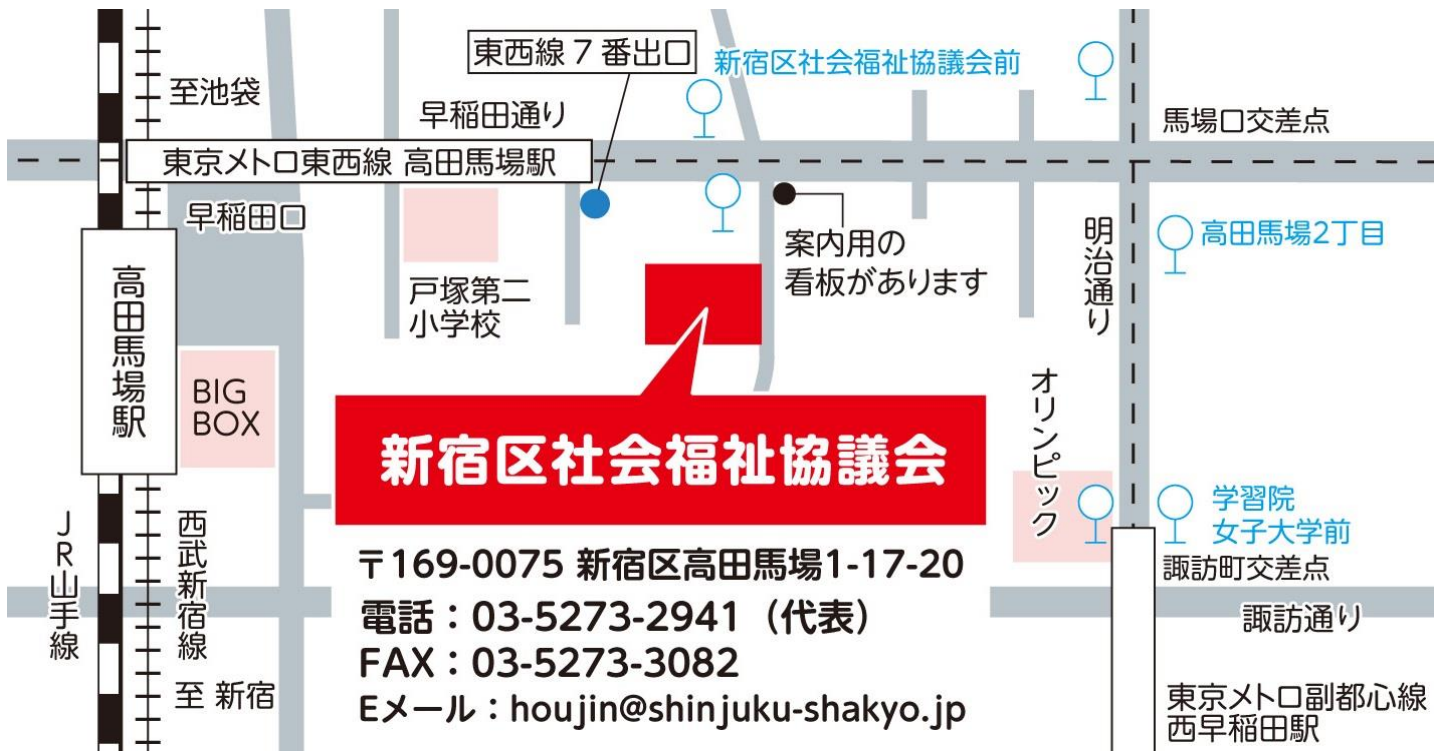 東西線 7 番出口
新宿区社会福祉協議会前
至池袋
早稲田通り
馬場口交差点
東京メトロ東西線 高田馬場駅
早稲田口
戸塚第二
小学校
案内用の
看板があります
明治通り
高田馬場2丁目
高田馬場駅
BIG
BOX
オリンピック
新宿区社会福祉協議会
学習院
女子大学前
JR山手線
西武新宿線
〒169-0075 新宿区高田馬場1-17-20
諏訪町交差点
電話：03-5273-2941（代表）
諏訪通り
FAX：03-5273-3082
至 新宿
Eメール：houjin@shinjuku-shakyo.jp
東京メトロ副都心線
西早稲田駅